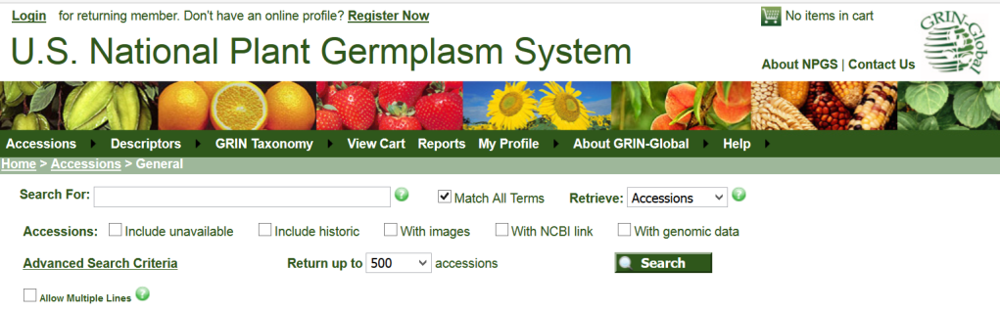 Login for returning member. Don't have an online profile? Register Now
No items in cart
GRIN-Global
U.S. National Plant Germplasm System
About NPGS | Contact Us
Accessions Descriptors GRIN Taxonomy View Cart Reports My Profile About GRIN-Global Help
Home > Accessions > General
Search For: ? Match All Terms Retrieve: Accessions ?
Accessions: Include unavailable Include historic With images With NCBI link With genomic data
Advanced Search Criteria Return up to 500 accessions Search
Allow Multiple Lines ?